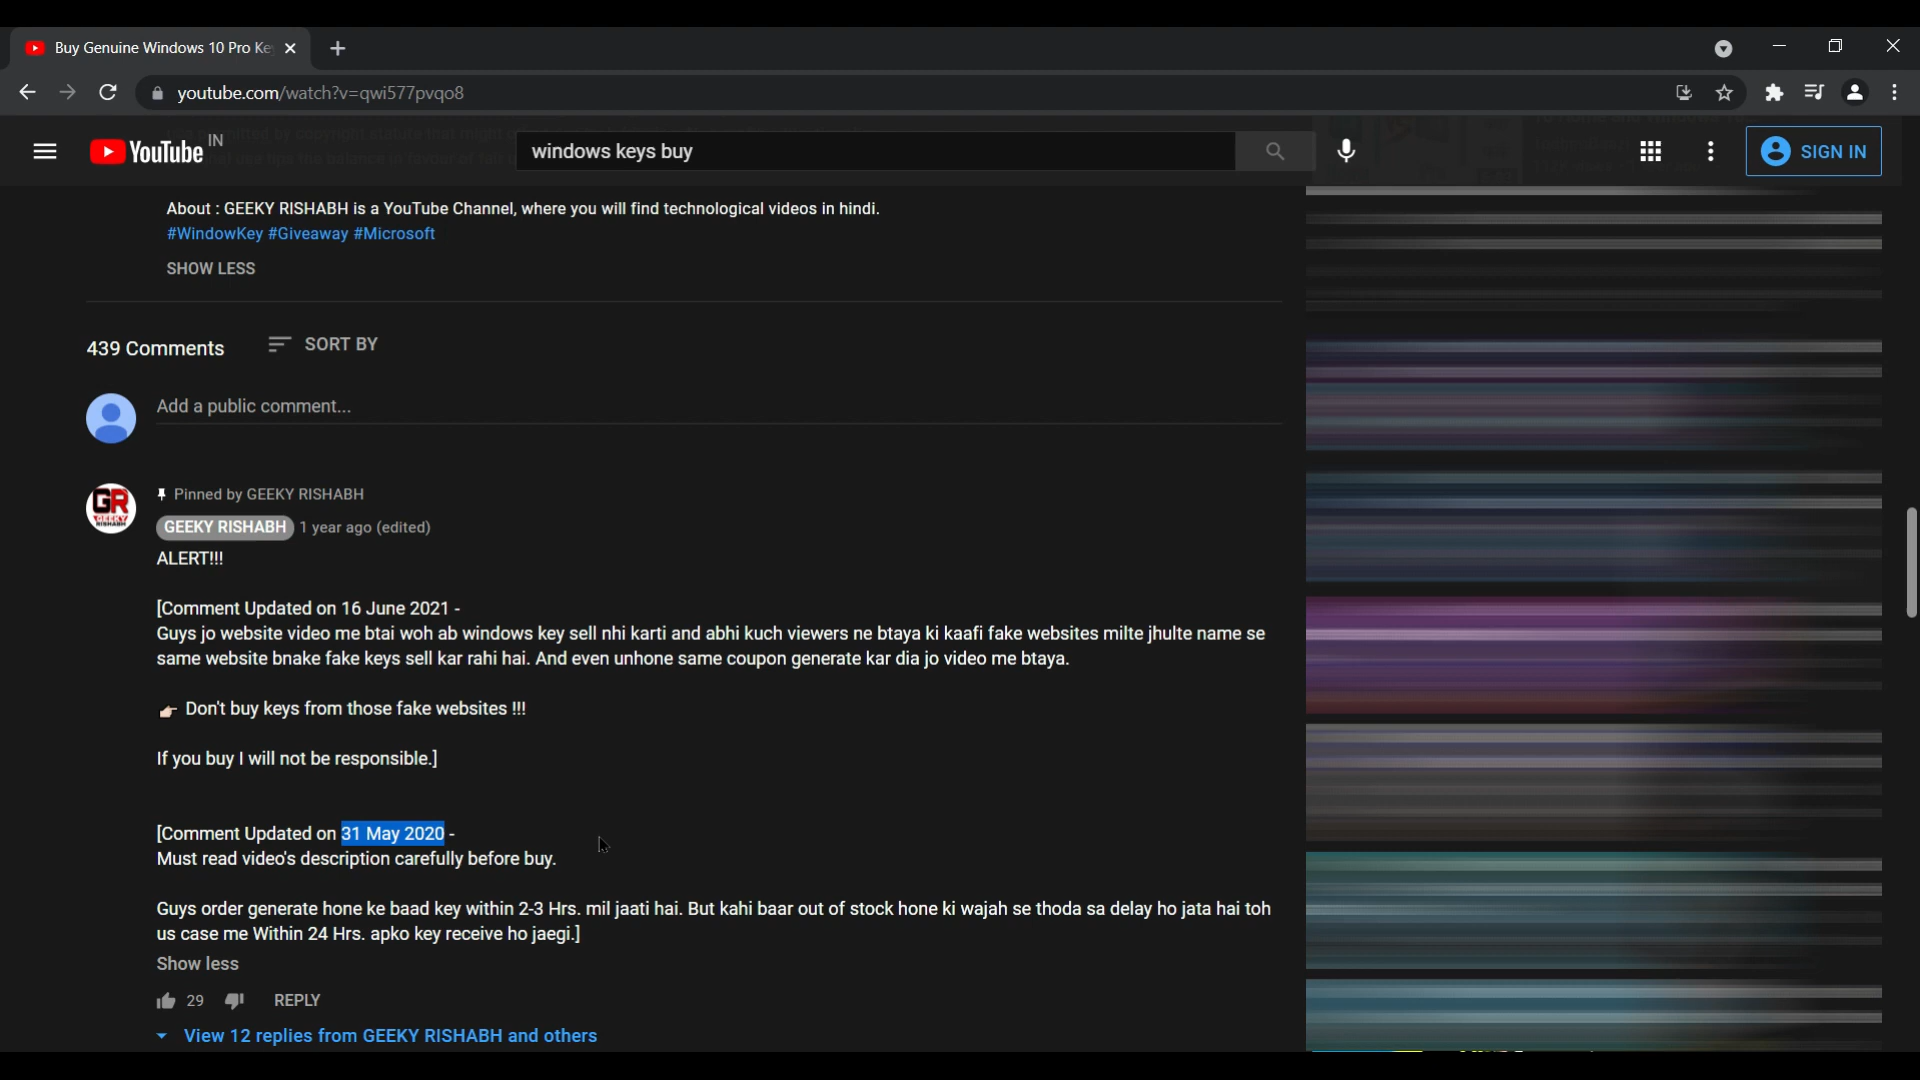 Buy Genuine Windows 10 Pro Ke
youtube.com/watch?v=qwi577pvqo8
YouTube IN
windows keys buy
SIGN IN
About : GEEKY RISHABH is a YouTube Channel, where you will find technological videos in hindi.
#WindowKey #Giveaway #Microsoft
SHOW LESS
439 Comments
SORT BY
Add a public comment...
GR
GEEKY
RISHABH
Pinned by GEEKY RISHABH
GEEKY RISHABH 1 year ago (edited)
ALERT!!!
[Comment Updated on 16 June 2021 -
Guys jo website video me btai woh ab windows key sell nhi karti and abhi kuch viewers ne btaya ki kaafi fake websites milte jhulte name se
same website bnake fake keys sell kar rahi hai. And even unhone same coupon generate kar dia jo video me btaya.
👉🏻 Don't buy keys from those fake websites !!!
If you buy I will not be responsible.]
[Comment Updated on 31 May 2020 -
Must read video's description carefully before buy.
Guys order generate hone ke baad key within 2-3 Hrs. mil jaati hai. But kahi baar out of stock hone ki wajah se thoda sa delay ho jata hai toh
us case me Within 24 Hrs. apko key receive ho jaegi.]
Show less
29
REPLY
View 12 replies from GEEKY RISHABH and others